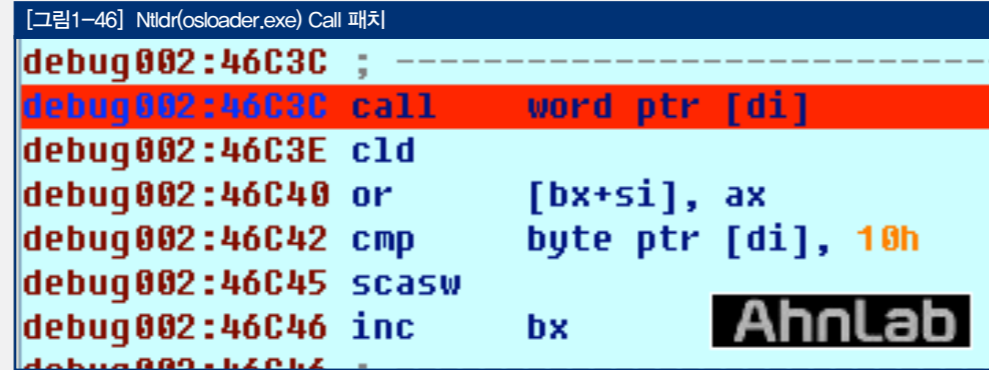 [그림1-46] Ntldr(osloader.exe) Call 패치
debug002:46C3C ; ----------------------------
debug002:46C3C call word ptr [di]
debug002:46C3E cld
debug002:46C40 or [bx+si], ax
debug002:46C42 cmp byte ptr [di], 10h
debug002:46C45 scasw
debug002:46C46 inc bx
AhnLab